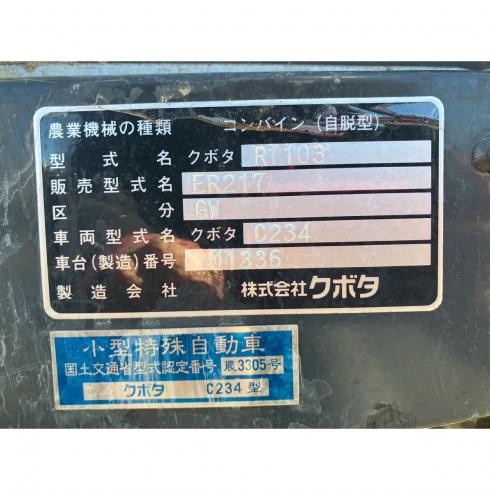 農業機械の種類 コンバイン(自脱型)
型式名 クボタ R1103
販売型式名 ER217
区分 GW
車両型式名 クボタ C234
車台(製造)番号 11336
製造会社 株式会社クボタ
小型特殊自動車
国土交通省型式認定番号 農3305号
クボタ C234型